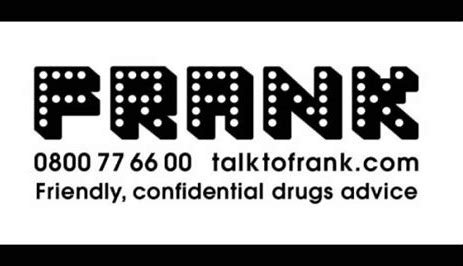 FRANK
0800 77 66 00 talktofrank.com
Friendly, confidential drugs advice